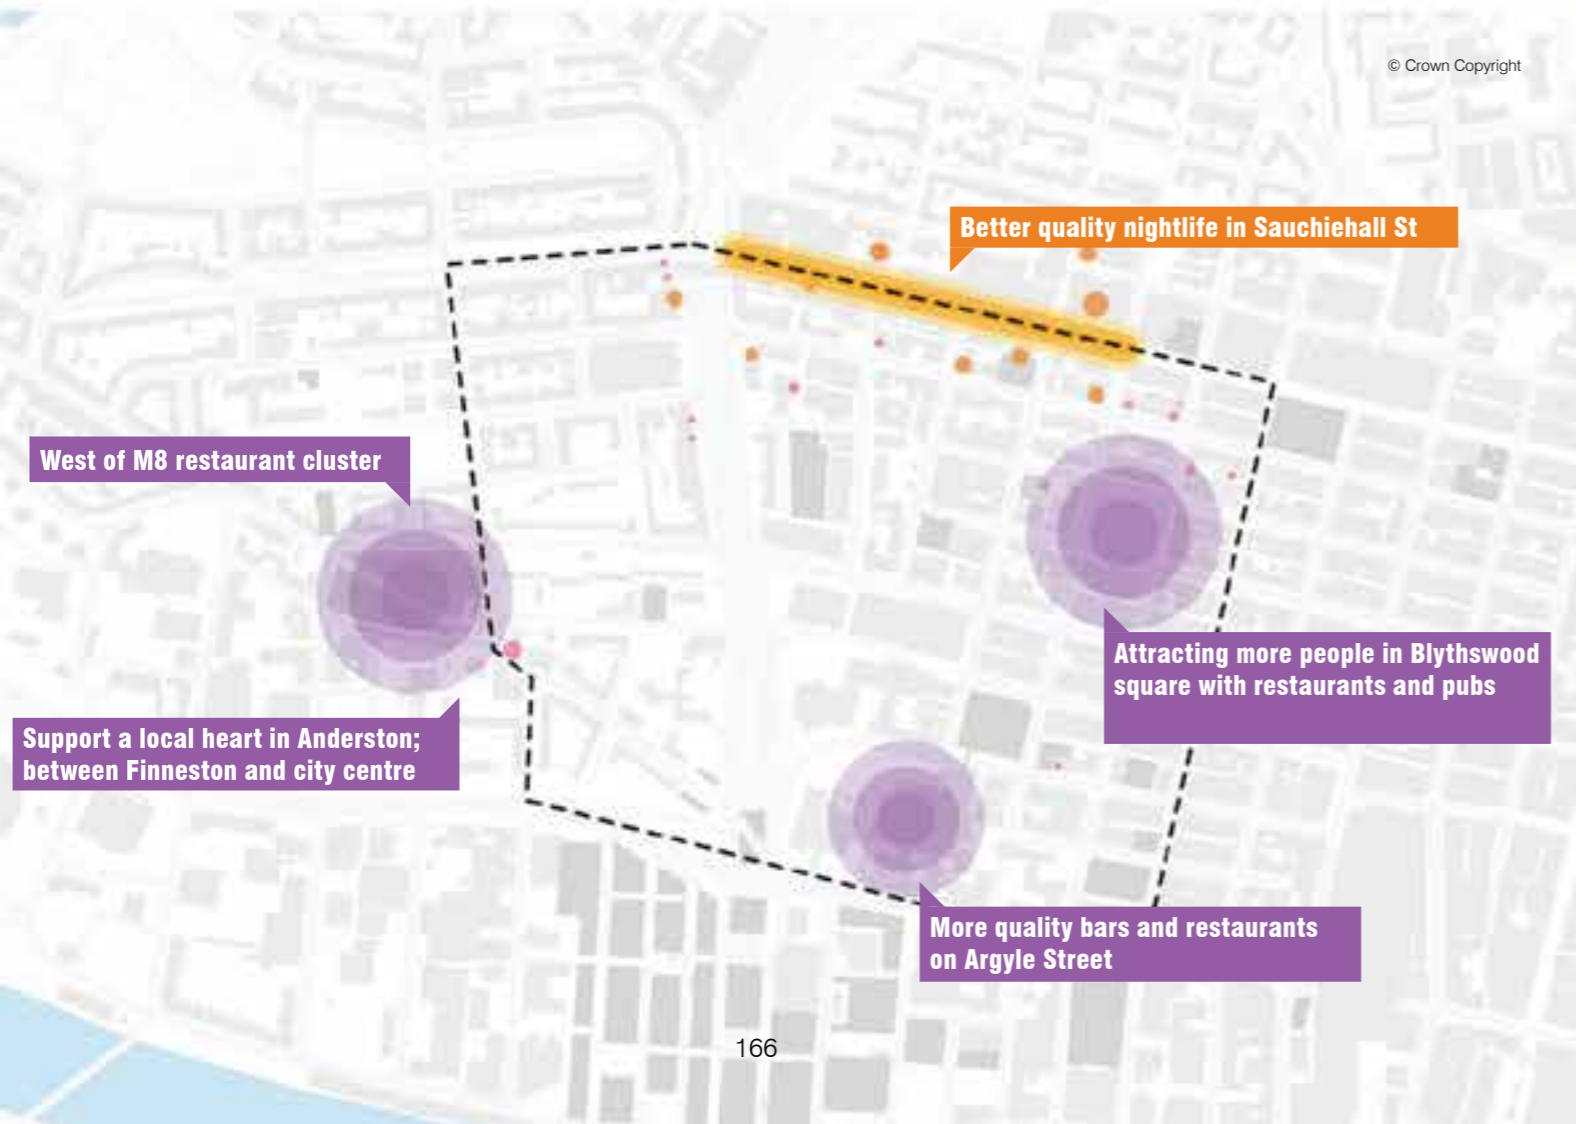 © Crown Copyright
Better quality nightlife in Sauchiehall St
West of M8 restaurant cluster
Attracting more people in Blythswood
square with restaurants and pubs
Support a local heart in Anderston;
between Finneston and city centre
More quality bars and restaurants
on Argyle Street
166